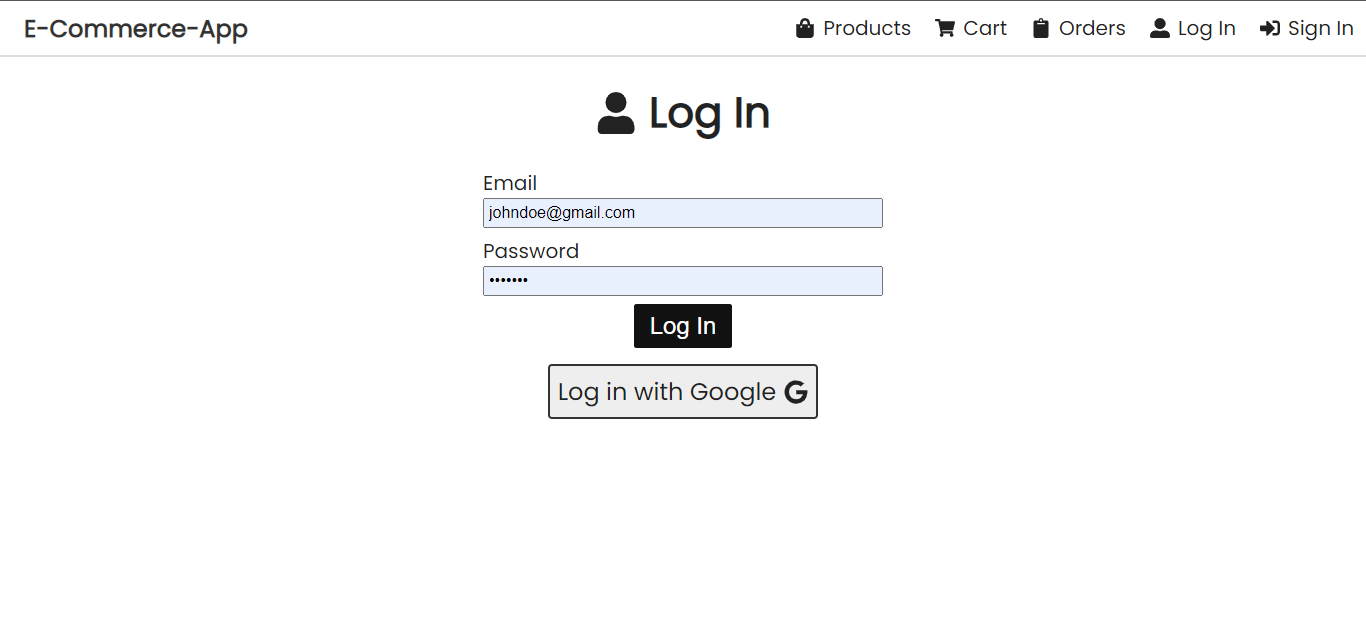 E-Commerce-App
Products Cart Orders Log In Sign In
Log In
Email
johndoe@gmail.com
Password
•••••••
Log In
Log in with Google G